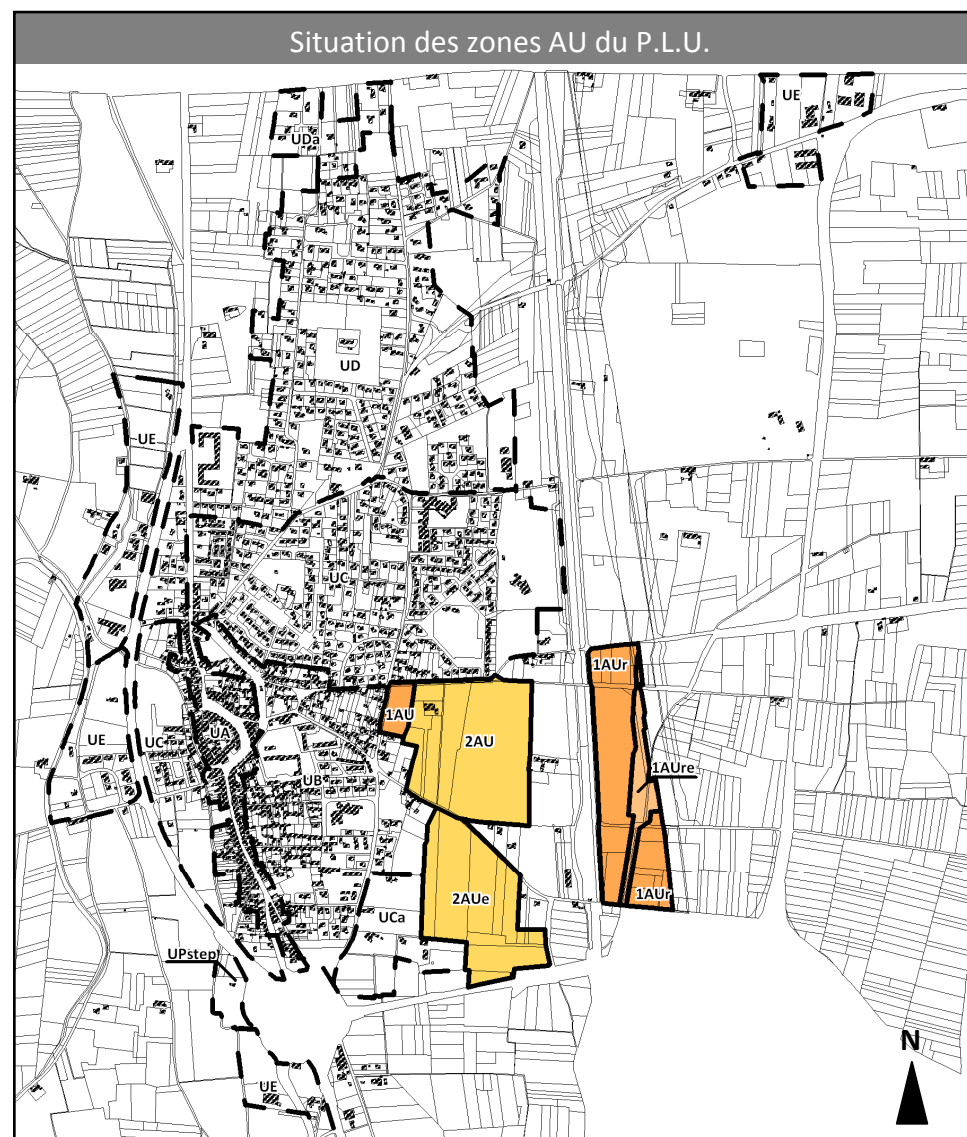 Situation des zones AU du P.L.U.
UE
UDa
UD
UE
UC
1AUr
1AU
UA
2AU
UE
UC
1AUre
UB
2AUe
1AUr
UCa
UPstep
N
UE